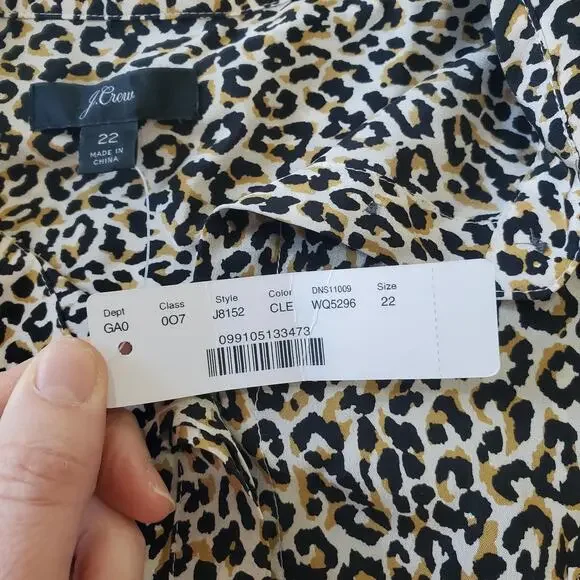 J.Crew
22
MADE IN
CHINA
Dept Class Style Color DNS11009 Size
GA0 0O7 J8152 CLE WQ5296 22
099105133473